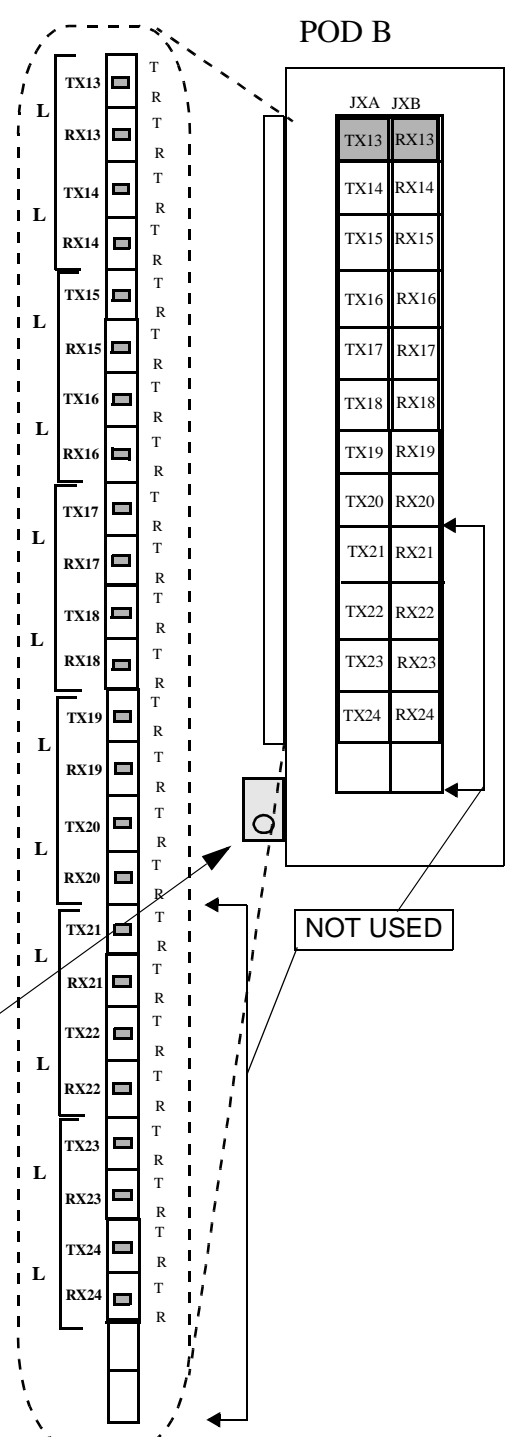 POD B
JXA JXB
TX13 RX13
TX14 RX14
TX15 RX15
TX16 RX16
TX17 RX17
TX18 RX18
TX19 RX19
TX20 RX20
TX21 RX21
TX22 RX22
TX23 RX23
TX24 RX24
NOT USED
T
TX13
R
L
T
RX13
R
T
TX14
R
L
T
RX14
R
T
TX15
R
L
T
RX15
R
T
TX16
R
L
T
RX16
R
T
TX17
R
L
T
RX17
R
T
TX18
R
L
T
RX18
R
T
TX19
R
L
T
RX19
R
T
TX20
R
L
T
RX20
R
T
TX21
R
L
T
RX21
R
T
TX22
R
L
T
RX22
R
T
TX23
R
L
T
RX23
R
T
TX24
R
L
T
RX24
R